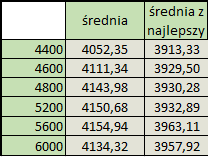 średnia średnia z
najlepszy
4400 4052,35 3913,33
4600 4111,34 3929,50
4800 4143,98 3930,28
5200 4150,68 3932,89
5600 4154,94 3963,11
6000 4134,32 3957,92